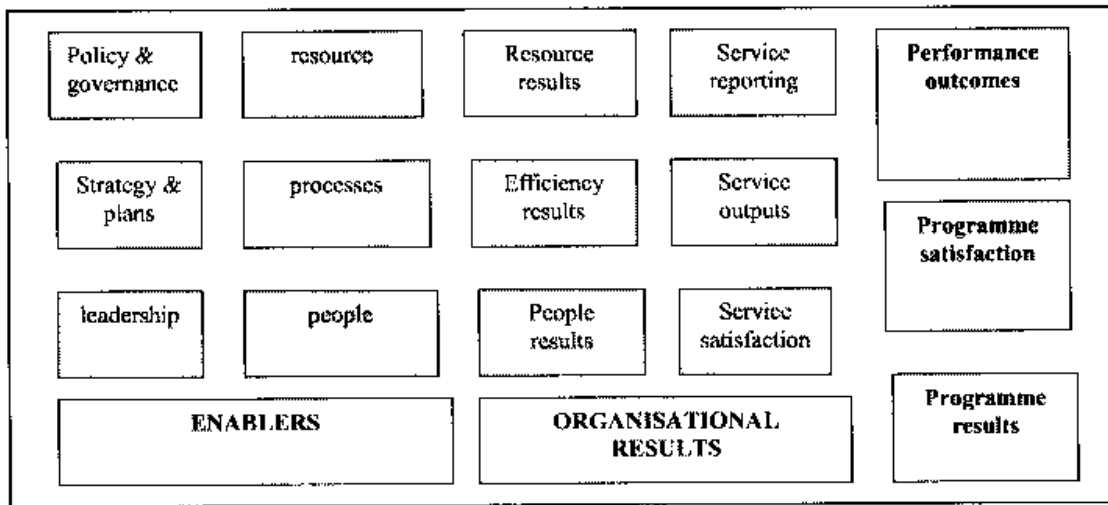 Policy &
governance
resource
Resource
results
Service
reporting
Performance
outcomes
Strategy &
plans
processes
Efficiency
results
Service
outputs
Programme
satisfaction
leadership
people
People
results
Service
satisfaction
Programme
results
ENABLERS
ORGANISATIONAL
RESULTS